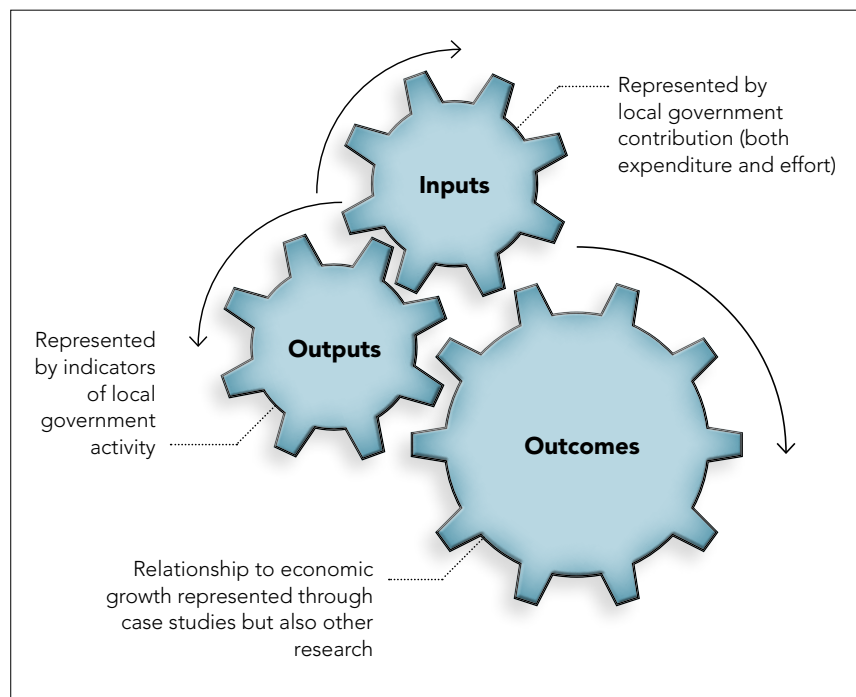 Represented by
local government
contribution (both
expenditure and effort)
Inputs
Represented
by indicators
of local
government
activity
Outputs
Outcomes
Relationship to economic
growth represented through
case studies but also other
research